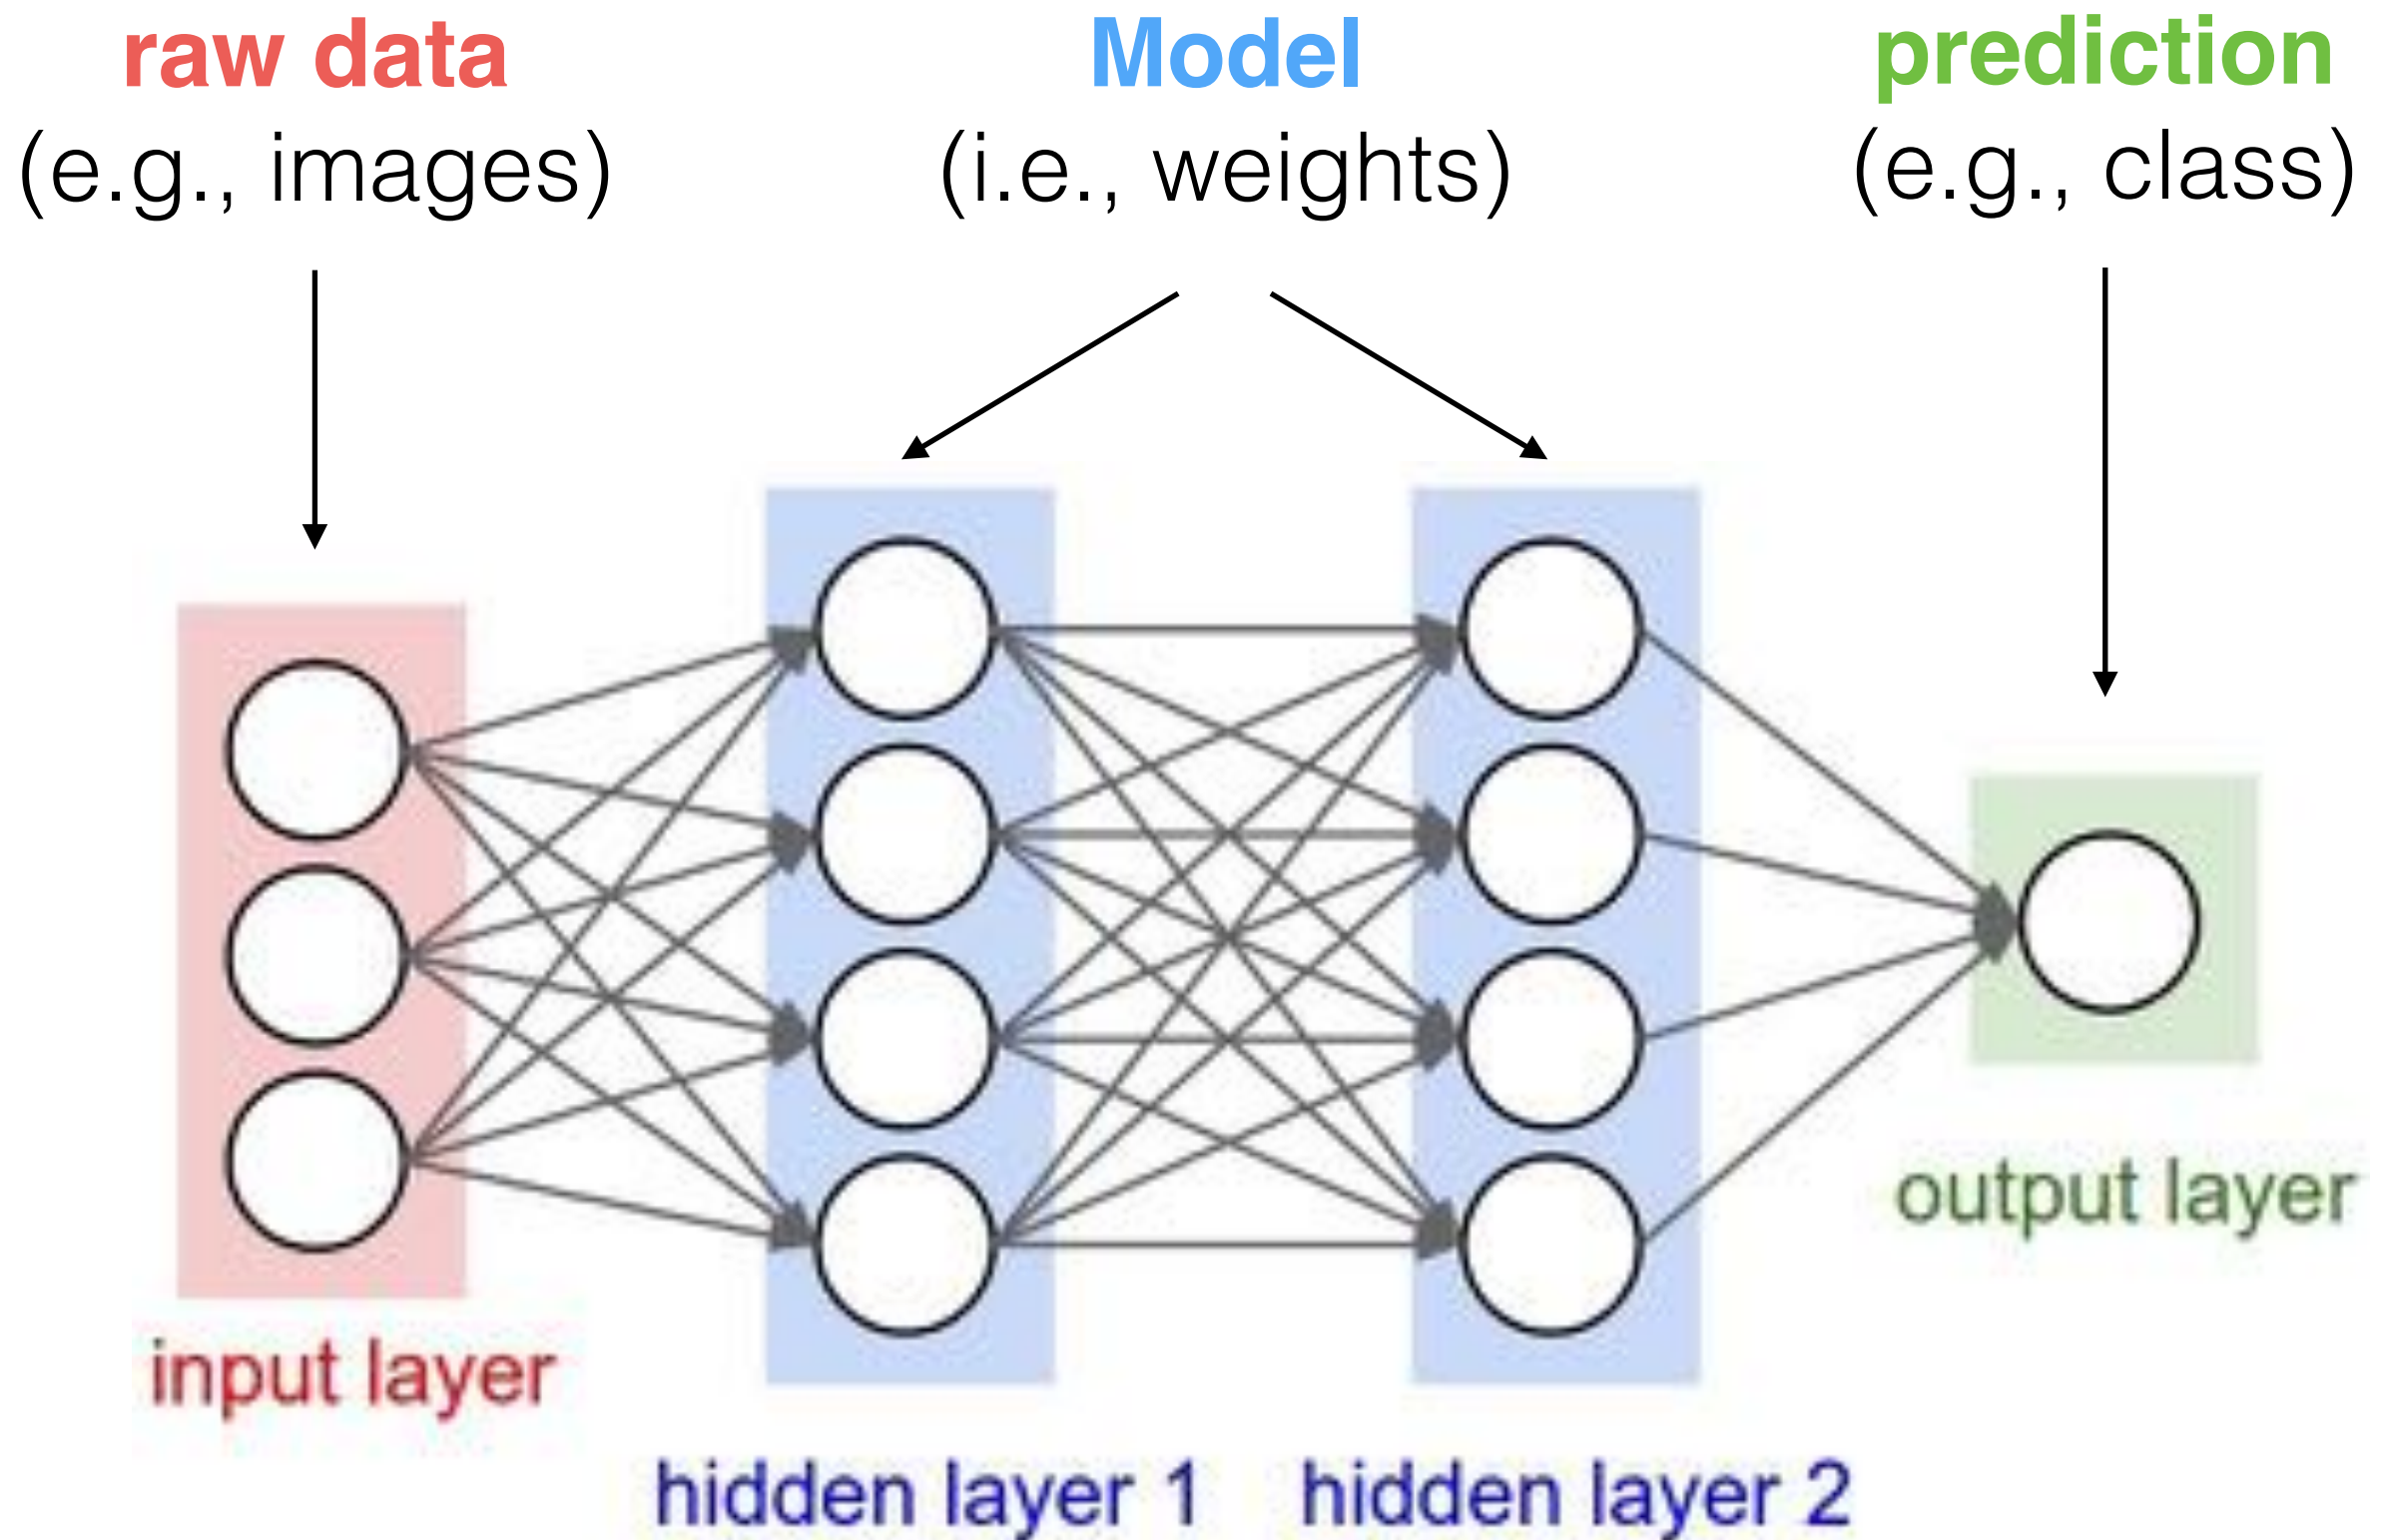 raw data
(e.g., images)
Model
(i.e., weights)
prediction
(e.g., class)
input layer
hidden layer 1
hidden layer 2
output layer